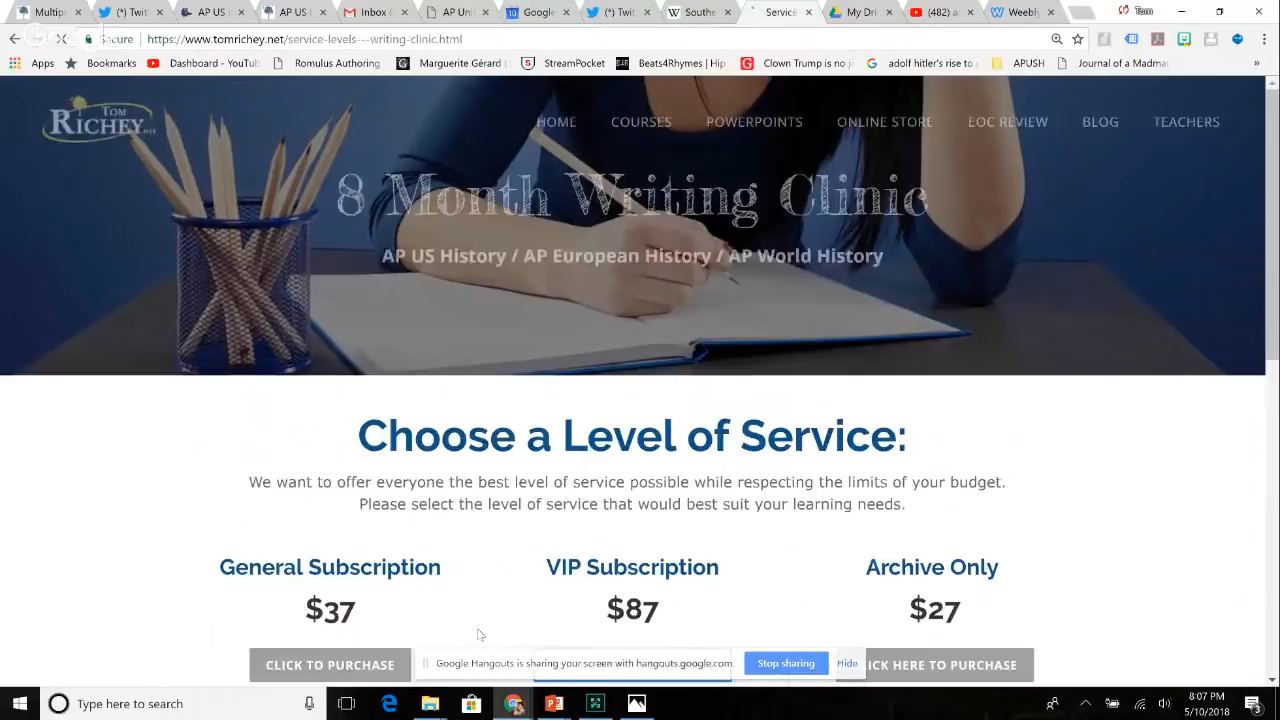 Multip
(*) Twit
AP US
AP US
Inbox (
AP Uni
Google
(*) Twit
Southe
Service
My Dri
(482) a
Weebly
Tom
Secure
https://www.tomrichey.net/service-levels---writing-clinic.html
Apps
Bookmarks
Dashboard - YouTub
Romulus Authoring
Marguerite Gérard (
StreamPocket
Beats4Rhymes | Hip
Clown Trump is no j
adolf hitler's rise to
APUSH
Journal of a Madma
»
TOM
RICHEY.net
HOME
COURSES
POWERPOINTS
ONLINE STORE
EOC REVIEW
BLOG
TEACHERS
8 Month Writing Clinic
AP US History / AP European History / AP World History
Choose a Level of Service:
We want to offer everyone the best level of service possible while respecting the limits of your budget.
Please select the level of service that would best suit your learning needs.
General Subscription
VIP Subscription
Archive Only
$37
$87
$27
CLICK TO PURCHASE
Google Hangouts is sharing your screen with hangouts.google.com.
Stop sharing
Hide
ICK HERE TO PURCHASE
Type here to search
8:07 PM
5/10/2018